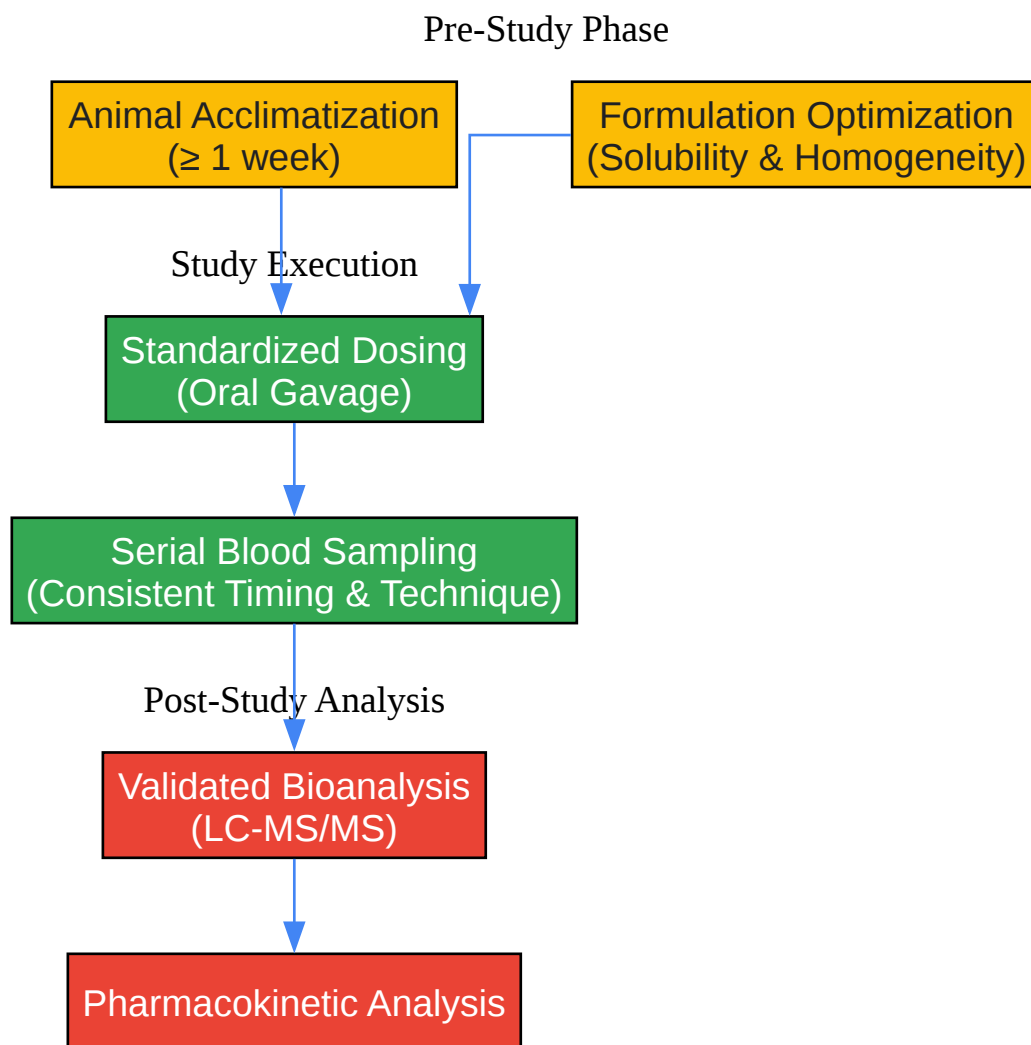 Pre-Study Phase
Animal Acclimatization
(≥ 1 week)
Formulation Optimization
(Solubility & Homogeneity)
Study Execution
Standardized Dosing
(Oral Gavage)
Serial Blood Sampling
(Consistent Timing & Technique)
Post-Study Analysis
Validated Bioanalysis
(LC-MS/MS)
Pharmacokinetic Analysis